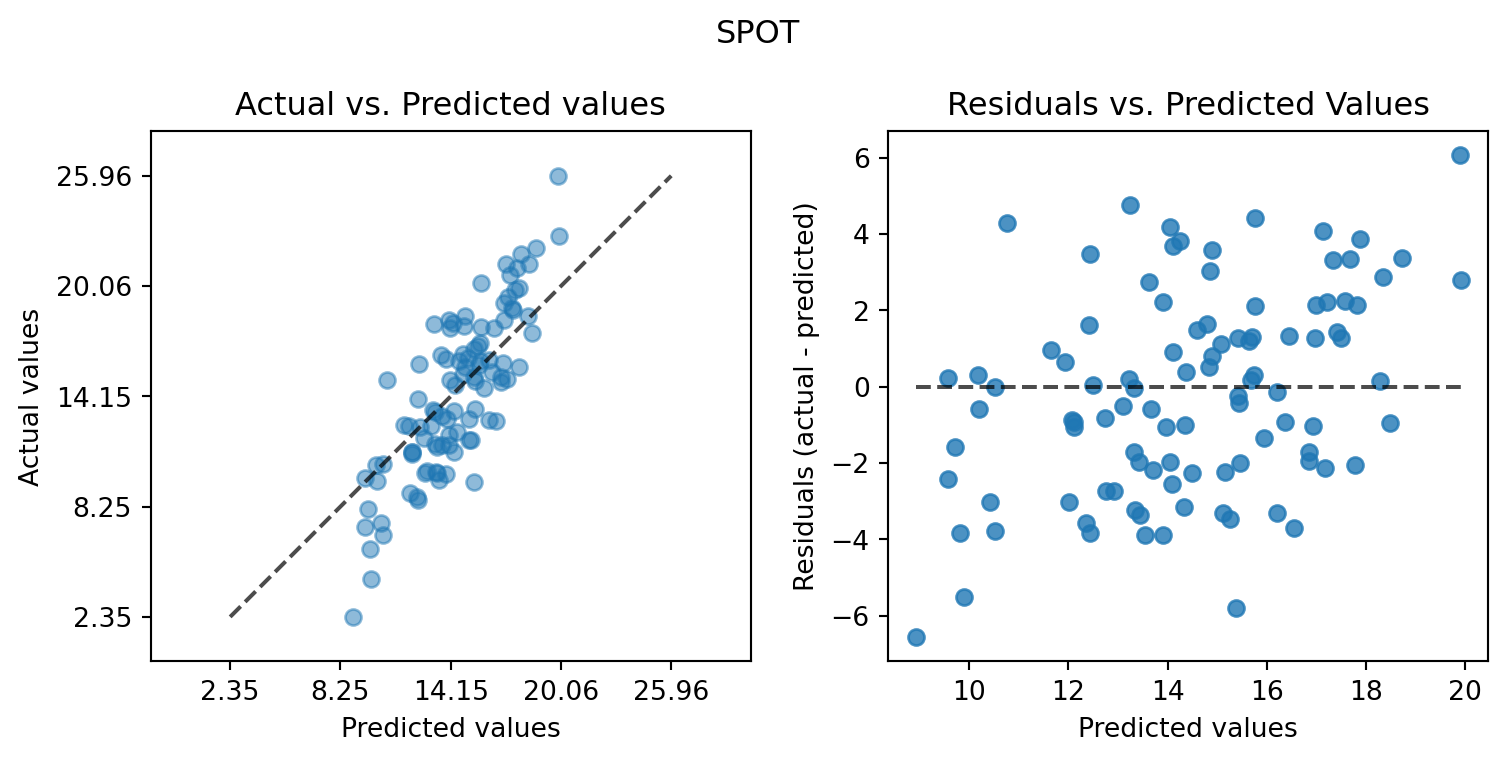 SPOT
Actual vs. Predicted values
Actual values
25.96
20.06
14.15
8.25
2.35
2.35 8.25 14.15 20.06 25.96
Predicted values
Residuals vs. Predicted Values
Residuals (actual - predicted)
6
4
2
0
−2
−4
−6
10 12 14 16 18 20
Predicted values